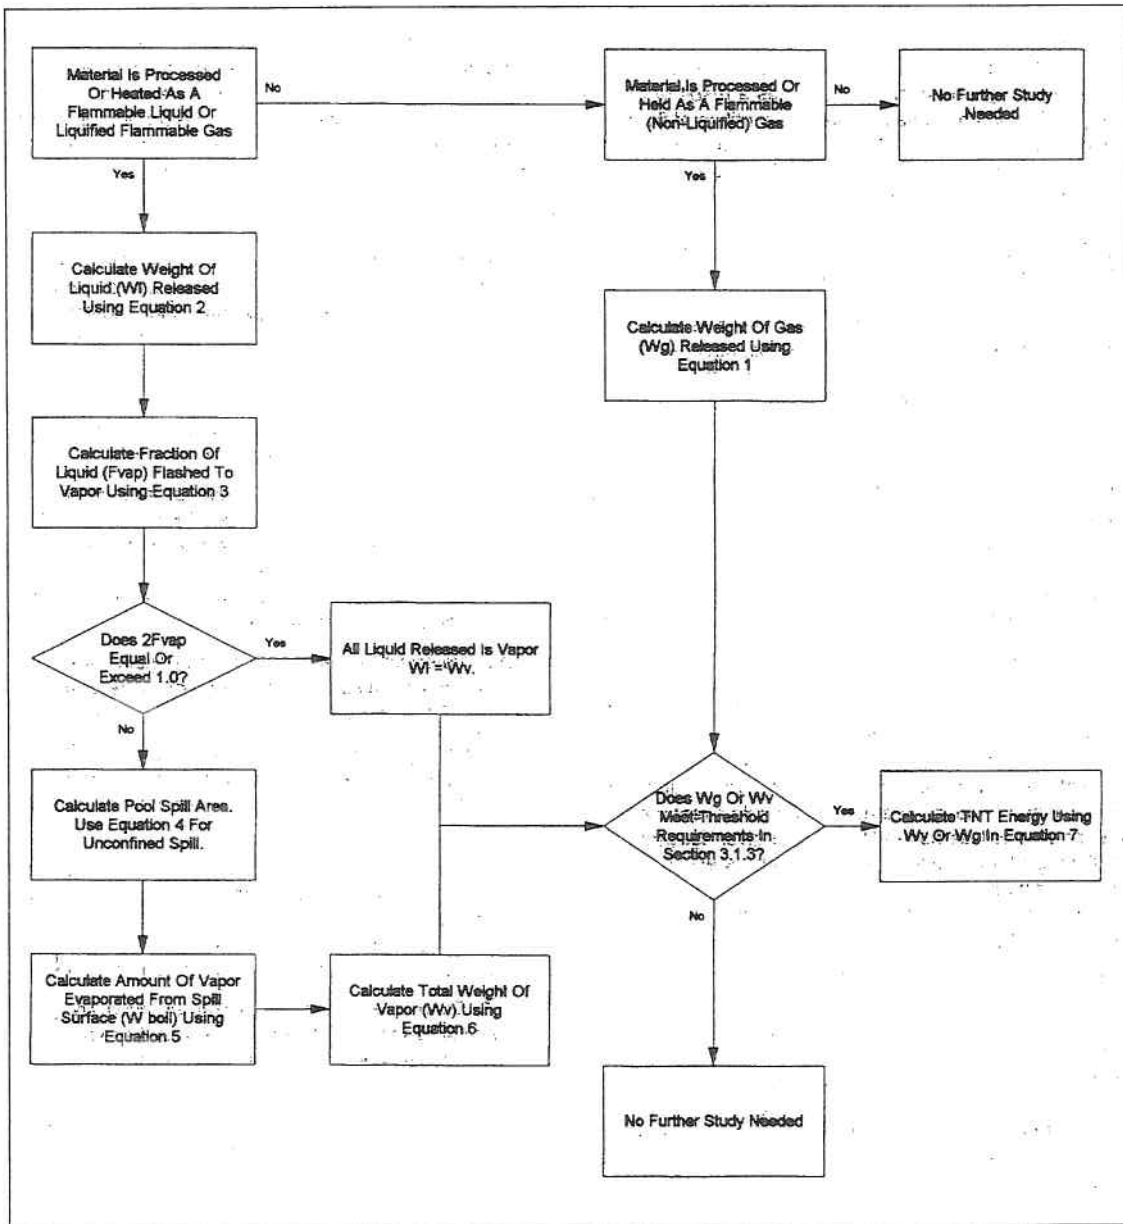 Material Is Processed
Or Heated As A
Flammable Liquid Or
Liquified Flammable Gas
No
Material Is Processed Or
Held As A Flammable
(Non-Liquified) Gas
No
No Further Study
Needed
Yes
Yes
Calculate Weight Of
Liquid (Wl) Released
Using Equation 2
Calculate Weight Of Gas
(Wg) Released Using
Equation 1
Calculate Fraction Of
Liquid (Fvap) Flashed To
Vapor Using Equation 3
Does 2Fvap
Equal Or
Exceed 1.0?
Yes
All Liquid Released Is Vapor
Wl = Wv.
No
Calculate Pool Spill Area.
Use Equation 4 For
Unconfined Spill.
Does Wg Or Wv
Meet Threshold
Requirements In
Section 3.1.3?
Yes
Calculate TNT Energy Using
Wv Or Wg In Equation 7
No
Calculate Amount Of Vapor
Evaporated From Spill
Surface (W boil) Using
Equation 5
Calculate Total Weight Of
Vapor (Wv) Using
Equation 6
No Further Study Needed